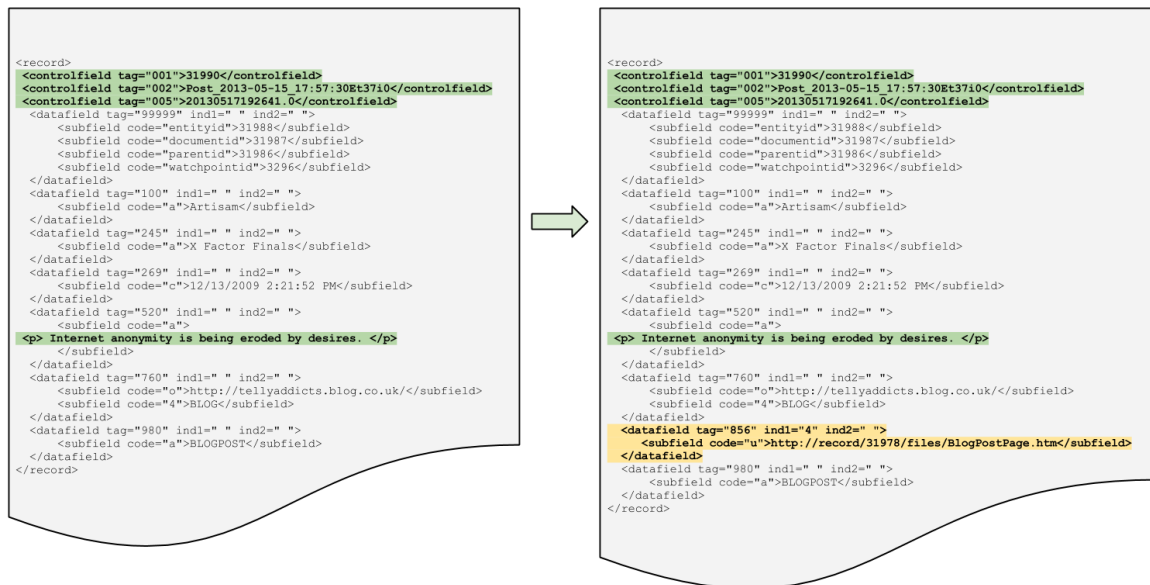 <record>
<controlfield tag="001">31990</controlfield>
<controlfield tag="002">Post_2013-05-15_17:57:30Et37i0</controlfield>
<controlfield tag="005">20130517192641.0</controlfield>
<datafield tag="99999" ind1=" " ind2=" ">
<subfield code="entityid">31988</subfield>
<subfield code="documentid">31987</subfield>
<subfield code="parentid">31986</subfield>
<subfield code="watchpointid">3296</subfield>
</datafield>
<datafield tag="100" ind1=" " ind2=" ">
<subfield code="a">Artisam</subfield>
</datafield>
<datafield tag="245" ind1=" " ind2=" ">
<subfield code="a">X Factor Finals</subfield>
</datafield>
<datafield tag="269" ind1=" " ind2=" ">
<subfield code="c">12/13/2009 2:21:52 PM</subfield>
</datafield>
<datafield tag="520" ind1=" " ind2=" ">
<subfield code="a">
<p> Internet anonymity is being eroded by desires. </p>
</subfield>
</datafield>
<datafield tag="760" ind1=" " ind2=" ">
<subfield code="o">http://tellyaddicts.blog.co.uk/</subfield>
<subfield code="4">BLOG</subfield>
</datafield>
<datafield tag="980" ind1=" " ind2=" ">
<subfield code="a">BLOGPOST</subfield>
</datafield>
</record>
<record>
<controlfield tag="001">31990</controlfield>
<controlfield tag="002">Post_2013-05-15_17:57:30Et37i0</controlfield>
<controlfield tag="005">20130517192641.0</controlfield>
<datafield tag="99999" ind1=" " ind2=" ">
<subfield code="entityid">31988</subfield>
<subfield code="documentid">31987</subfield>
<subfield code="parentid">31986</subfield>
<subfield code="watchpointid">3296</subfield>
</datafield>
<datafield tag="100" ind1=" " ind2=" ">
<subfield code="a">Artisam</subfield>
</datafield>
<datafield tag="245" ind1=" " ind2=" ">
<subfield code="a">X Factor Finals</subfield>
</datafield>
<datafield tag="269" ind1=" " ind2=" ">
<subfield code="c">12/13/2009 2:21:52 PM</subfield>
</datafield>
<datafield tag="520" ind1=" " ind2=" ">
<subfield code="a">
<p> Internet anonymity is being eroded by desires. </p>
</subfield>
</datafield>
<datafield tag="760" ind1=" " ind2=" ">
<subfield code="o">http://tellyaddicts.blog.co.uk/</subfield>
<subfield code="4">BLOG</subfield>
</datafield>
<datafield tag="856" ind1="4" ind2=" ">
<subfield code="u">http://record/31978/files/BlogPostPage.htm</subfield>
</datafield>
<datafield tag="980" ind1=" " ind2=" ">
<subfield code="a">BLOGPOST</subfield>
</datafield>
</record>